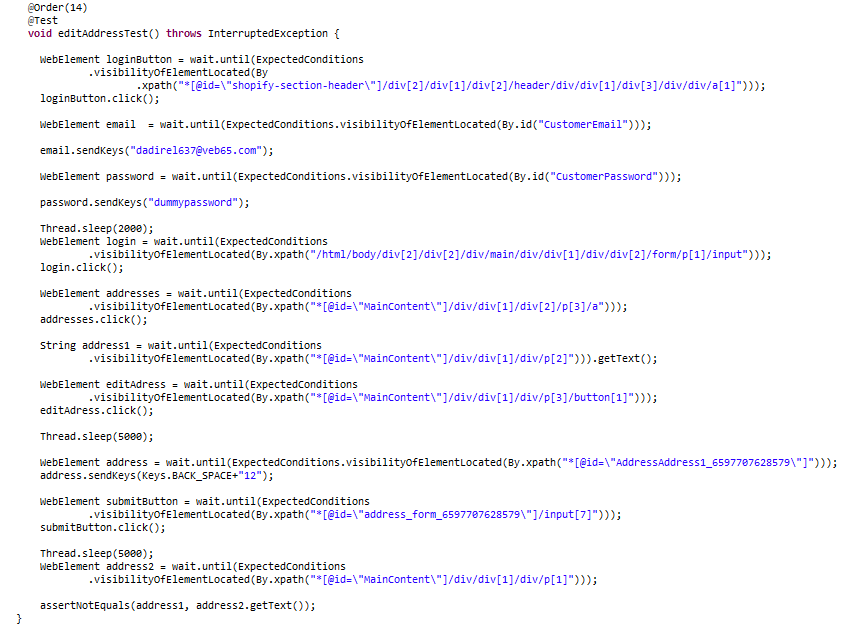 @Order(14)
@Test
void editAddressTest() throws InterruptedException {
WebElement loginButton = wait.until(ExpectedConditions
.visibilityOfElementLocated(By
.xpath("*[@id=\"shopify-section-header\"]/div[2]/div[1]/div[2]/header/div/div[1]/div[3]/div/div/a[1]")));
loginButton.click();
WebElement email  = wait.until(ExpectedConditions.visibilityOfElementLocated(By.id("CustomerEmail")));
email.sendKeys("dadirel637@veb65.com");
WebElement password = wait.until(ExpectedConditions.visibilityOfElementLocated(By.id("CustomerPassword")));
password.sendKeys("dummypassword");
Thread.sleep(2000);
WebElement login = wait.until(ExpectedConditions
.visibilityOfElementLocated(By.xpath("/html/body/div[2]/div[2]/div/main/div/div[1]/div/div[2]/form/p[1]/input")));
login.click();
WebElement addresses = wait.until(ExpectedConditions
.visibilityOfElementLocated(By.xpath("*[@id=\"MainContent\"]/div/div[1]/div[2]/p[3]/a")));
addresses.click();
String address1 = wait.until(ExpectedConditions
.visibilityOfElementLocated(By.xpath("*[@id=\"MainContent\"]/div/div[1]/div/p[2]"))).getText();
WebElement editAdress = wait.until(ExpectedConditions
.visibilityOfElementLocated(By.xpath("*[@id=\"MainContent\"]/div/div[1]/div/p[3]/button[1]")));
editAdress.click();
Thread.sleep(5000);
WebElement address = wait.until(ExpectedConditions.visibilityOfElementLocated(By.xpath("*[@id=\"AddressAddress1_6597707628579\"]")));
address.sendKeys(Keys.BACK_SPACE+"12");
WebElement submitButton = wait.until(ExpectedConditions
.visibilityOfElementLocated(By.xpath("*[@id=\"address_form_6597707628579\"]/input[7]")));
submitButton.click();
Thread.sleep(5000);
WebElement address2 = wait.until(ExpectedConditions
.visibilityOfElementLocated(By.xpath("*[@id=\"MainContent\"]/div/div[1]/div/p[1]")));
assertNotEquals(address1, address2.getText());
}